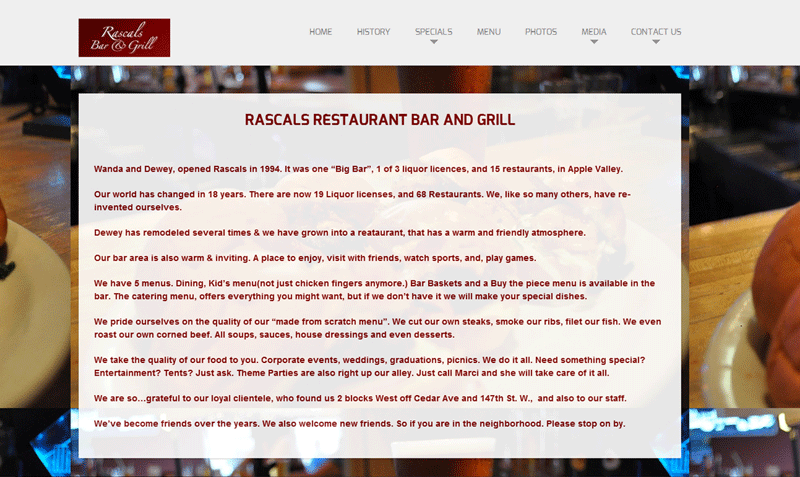 Rascals
Bar & Grill
HOME HISTORY SPECIALS MENU PHOTOS MEDIA CONTACT US
RASCALS RESTAURANT BAR AND GRILL
Wanda and Dewey, opened Rascals in 1994. It was one “Big Bar”, 1 of 3 liquor licences, and 15 restaurants, in Apple Valley.
Our world has changed in 18 years. There are now 19 Liquor licenses, and 68 Restaurants. We, like so many others, have re-
invented ourselves.
Dewey has remodeled several times & we have grown into a reataurant, that has a warm and friendly atmosphere.
Our bar area is also warm & inviting. A place to enjoy, visit with friends, watch sports, and, play games.
We have 5 menus. Dining, Kid’s menu(not just chicken fingers anymore.) Bar Baskets and a Buy the piece menu is available in the
bar. The catering menu, offers everything you might want, but if we don’t have it we will make your special dishes.
We pride ourselves on the quality of our “made from scratch menu”. We cut our own steaks, smoke our ribs, filet our fish. We even
roast our own corned beef. All soups, sauces, house dressings and even desserts.
We take the quality of our food to you. Corporate events, weddings, graduations, picnics. We do it all. Need something special?
Entertainment? Tents? Just ask. Theme Parties are also right up our alley. Just call Marci and she will take care of it all.
We are so…grateful to our loyal clientele, who found us 2 blocks West off Cedar Ave and 147th St. W., and also to our staff.
We’ve become friends over the years. We also welcome new friends. So if you are in the neighborhood. Please stop on by.